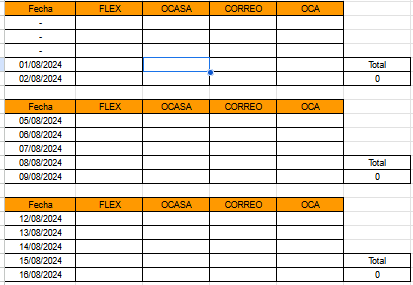 Fecha FLEX OCASA CORREO OCA
-
-
-
01/08/2024 Total
02/08/2024 0
Fecha FLEX OCASA CORREO OCA
05/08/2024
06/08/2024
07/08/2024
08/08/2024 Total
09/08/2024 0
Fecha FLEX OCASA CORREO OCA
12/08/2024
13/08/2024
14/08/2024
15/08/2024 Total
16/08/2024 0